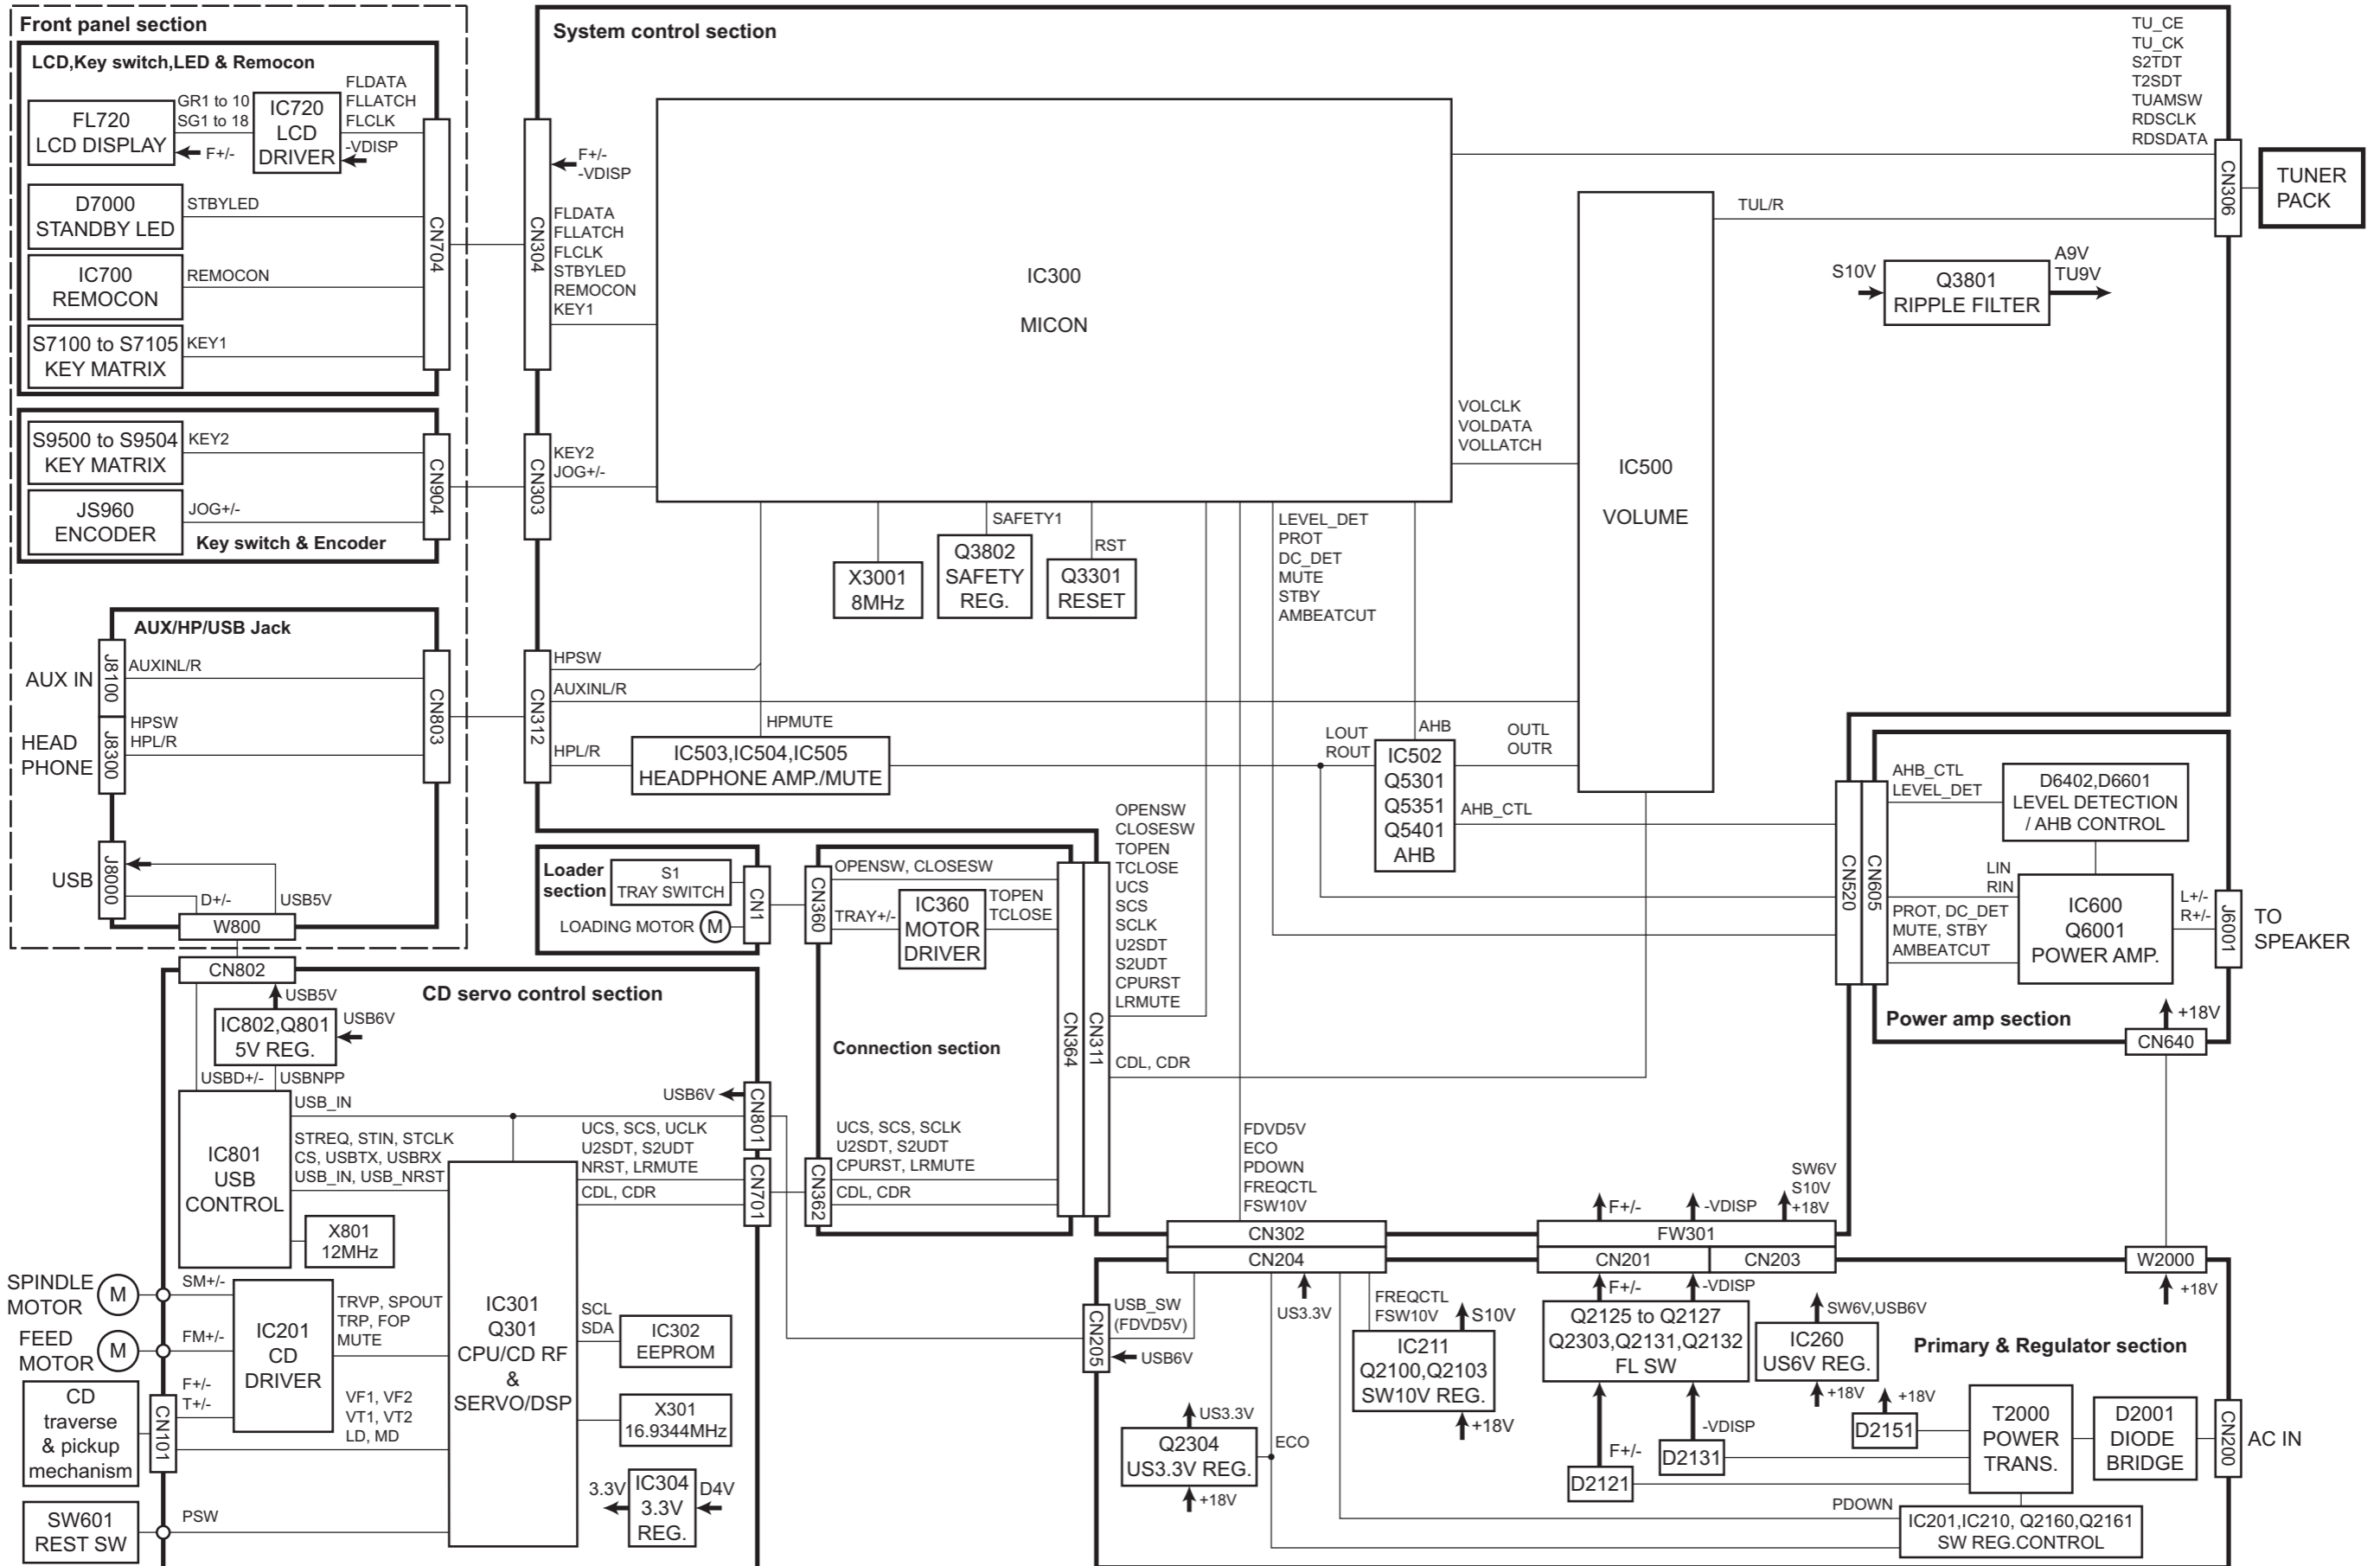 Front panel section
LCD,Key switch,LED & Remocon
FL720
LCD DISPLAY
GR1 to 10
SG1 to 18
F+/-
IC720
LCD
DRIVER
FLDATA
FLLATCH
FLCLK
-VDISP
D7000
STANDBY LED
STBYLED
IC700
REMOCON
REMOCON
S7100 to S7105
KEY MATRIX
KEY1
CN704
S9500 to S9504
KEY MATRIX
KEY2
JS960
ENCODER
JOG+/-
Key switch & Encoder
CN904
AUX/HP/USB Jack
AUX IN
J8100
AUXINL/R
HEAD
PHONE
J8300
HPSW
HPL/R
CN803
USB
J8000
D+/-
USB5V
W800
System control section
CN304
F+/-
-VDISP
FLDATA
FLLATCH
FLCLK
STBYLED
REMOCON
KEY1
CN303
KEY2
JOG+/-
IC300
MICON
X3001
8MHz
SAFETY1
Q3802
SAFETY
REG.
RST
Q3301
RESET
LEVEL_DET
PROT
DC_DET
MUTE
STBY
AMBEATCUT
VOLCLK
VOLDATA
VOLLATCH
IC500
VOLUME
TU_CE
TU_CK
S2TDT
T2SDT
TUAMSW
RDSCLK
RDSDATA
CN306
TUNER
PACK
TUL/R
S10V
Q3801
RIPPLE FILTER
A9V
TU9V
CN312
HPSW
AUXINL/R
HPL/R
HPMUTE
IC503,IC504,IC505
HEADPHONE AMP./MUTE
LOUT
ROUT
AHB
IC502
Q5301
Q5351
Q5401
AHB
OUTL
OUTR
AHB_CTL
CN520
CN605
AHB_CTL
LEVEL_DET
D6402,D6601
LEVEL DETECTION
/ AHB CONTROL
LIN
RIN
PROT, DC_DET
MUTE, STBY
AMBEATCUT
IC600
Q6001
POWER AMP.
L+/-
R+/-
J6001
TO
SPEAKER
Power amp section
+18V
CN640
Loader
section
S1
TRAY SWITCH
LOADING MOTOR
M
CN1
CN360
OPENSW, CLOSESW
TRAY+/-
IC360
MOTOR
DRIVER
TOPEN
TCLOSE
Connection section
CN364
CN311
OPENSW
CLOSESW
TOPEN
TCLOSE
UCS
SCS
SCLK
U2SDT
S2UDT
CPURST
LRMUTE
CDL, CDR
CN362
UCS, SCS, SCLK
U2SDT, S2UDT
CPURST, LRMUTE
CDL, CDR
CN802
CD servo control section
USB5V
IC802,Q801
5V REG.
USB6V
USBD+/-
USBNPP
IC801
USB
CONTROL
USB_IN
STREQ, STIN, STCLK
CS, USBTX, USBRX
USB_IN, USB_NRST
X801
12MHz
USB6V
CN801
UCS, SCS, UCLK
U2SDT, S2UDT
NRST, LRMUTE
CDL, CDR
CN701
SPINDLE
MOTOR
M
SM+/-
FEED
MOTOR
M
FM+/-
IC201
CD
DRIVER
TRVP, SPOUT
TRP, FOP
MUTE
CD
traverse
& pickup
mechanism
CN101
F+/-
T+/-
VF1, VF2
VT1, VT2
LD, MD
SW601
REST SW
PSW
IC301
Q301
CPU/CD RF
&
SERVO/DSP
SCL
SDA
IC302
EEPROM
X301
16.9344MHz
3.3V
IC304
3.3V
REG.
D4V
FDVD5V
ECO
PDOWN
FREQCTL
FSW10V
CN302
CN204
F+/-
-VDISP
SW6V
S10V
+18V
FW301
CN201
CN203
W2000
+18V
Primary & Regulator section
CN205
USB_SW
(FDVD5V)
USB6V
US3.3V
FREQCTL
FSW10V
S10V
IC211
Q2100,Q2103
SW10V REG.
+18V
F+/-
-VDISP
Q2125 to Q2127
Q2303,Q2131,Q2132
FL SW
SW6V,USB6V
IC260
US6V REG.
+18V
US3.3V
Q2304
US3.3V REG.
+18V
ECO
F+/-
D2121
-VDISP
D2131
+18V
D2151
T2000
POWER
TRANS.
D2001
DIODE
BRIDGE
CN200
AC IN
PDOWN
IC201,IC210, Q2160,Q2161
SW REG.CONTROL